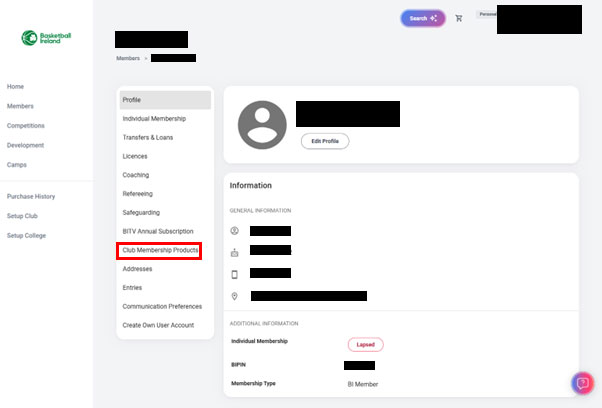 Basketball
Ireland
Search
Personal
Members >
Home
Members
Competitions
Development
Camps
Purchase History
Setup Club
Setup College
Profile
Individual Membership
Transfers & Loans
Licences
Coaching
Refereeing
Safeguarding
BITV Annual Subscription
Club Membership Products
Addresses
Entries
Communication Preferences
Create Own User Account
Edit Profile
Information
GENERAL INFORMATION
ADDITIONAL INFORMATION
Individual Membership Lapsed
BIPIN
Membership Type BI Member